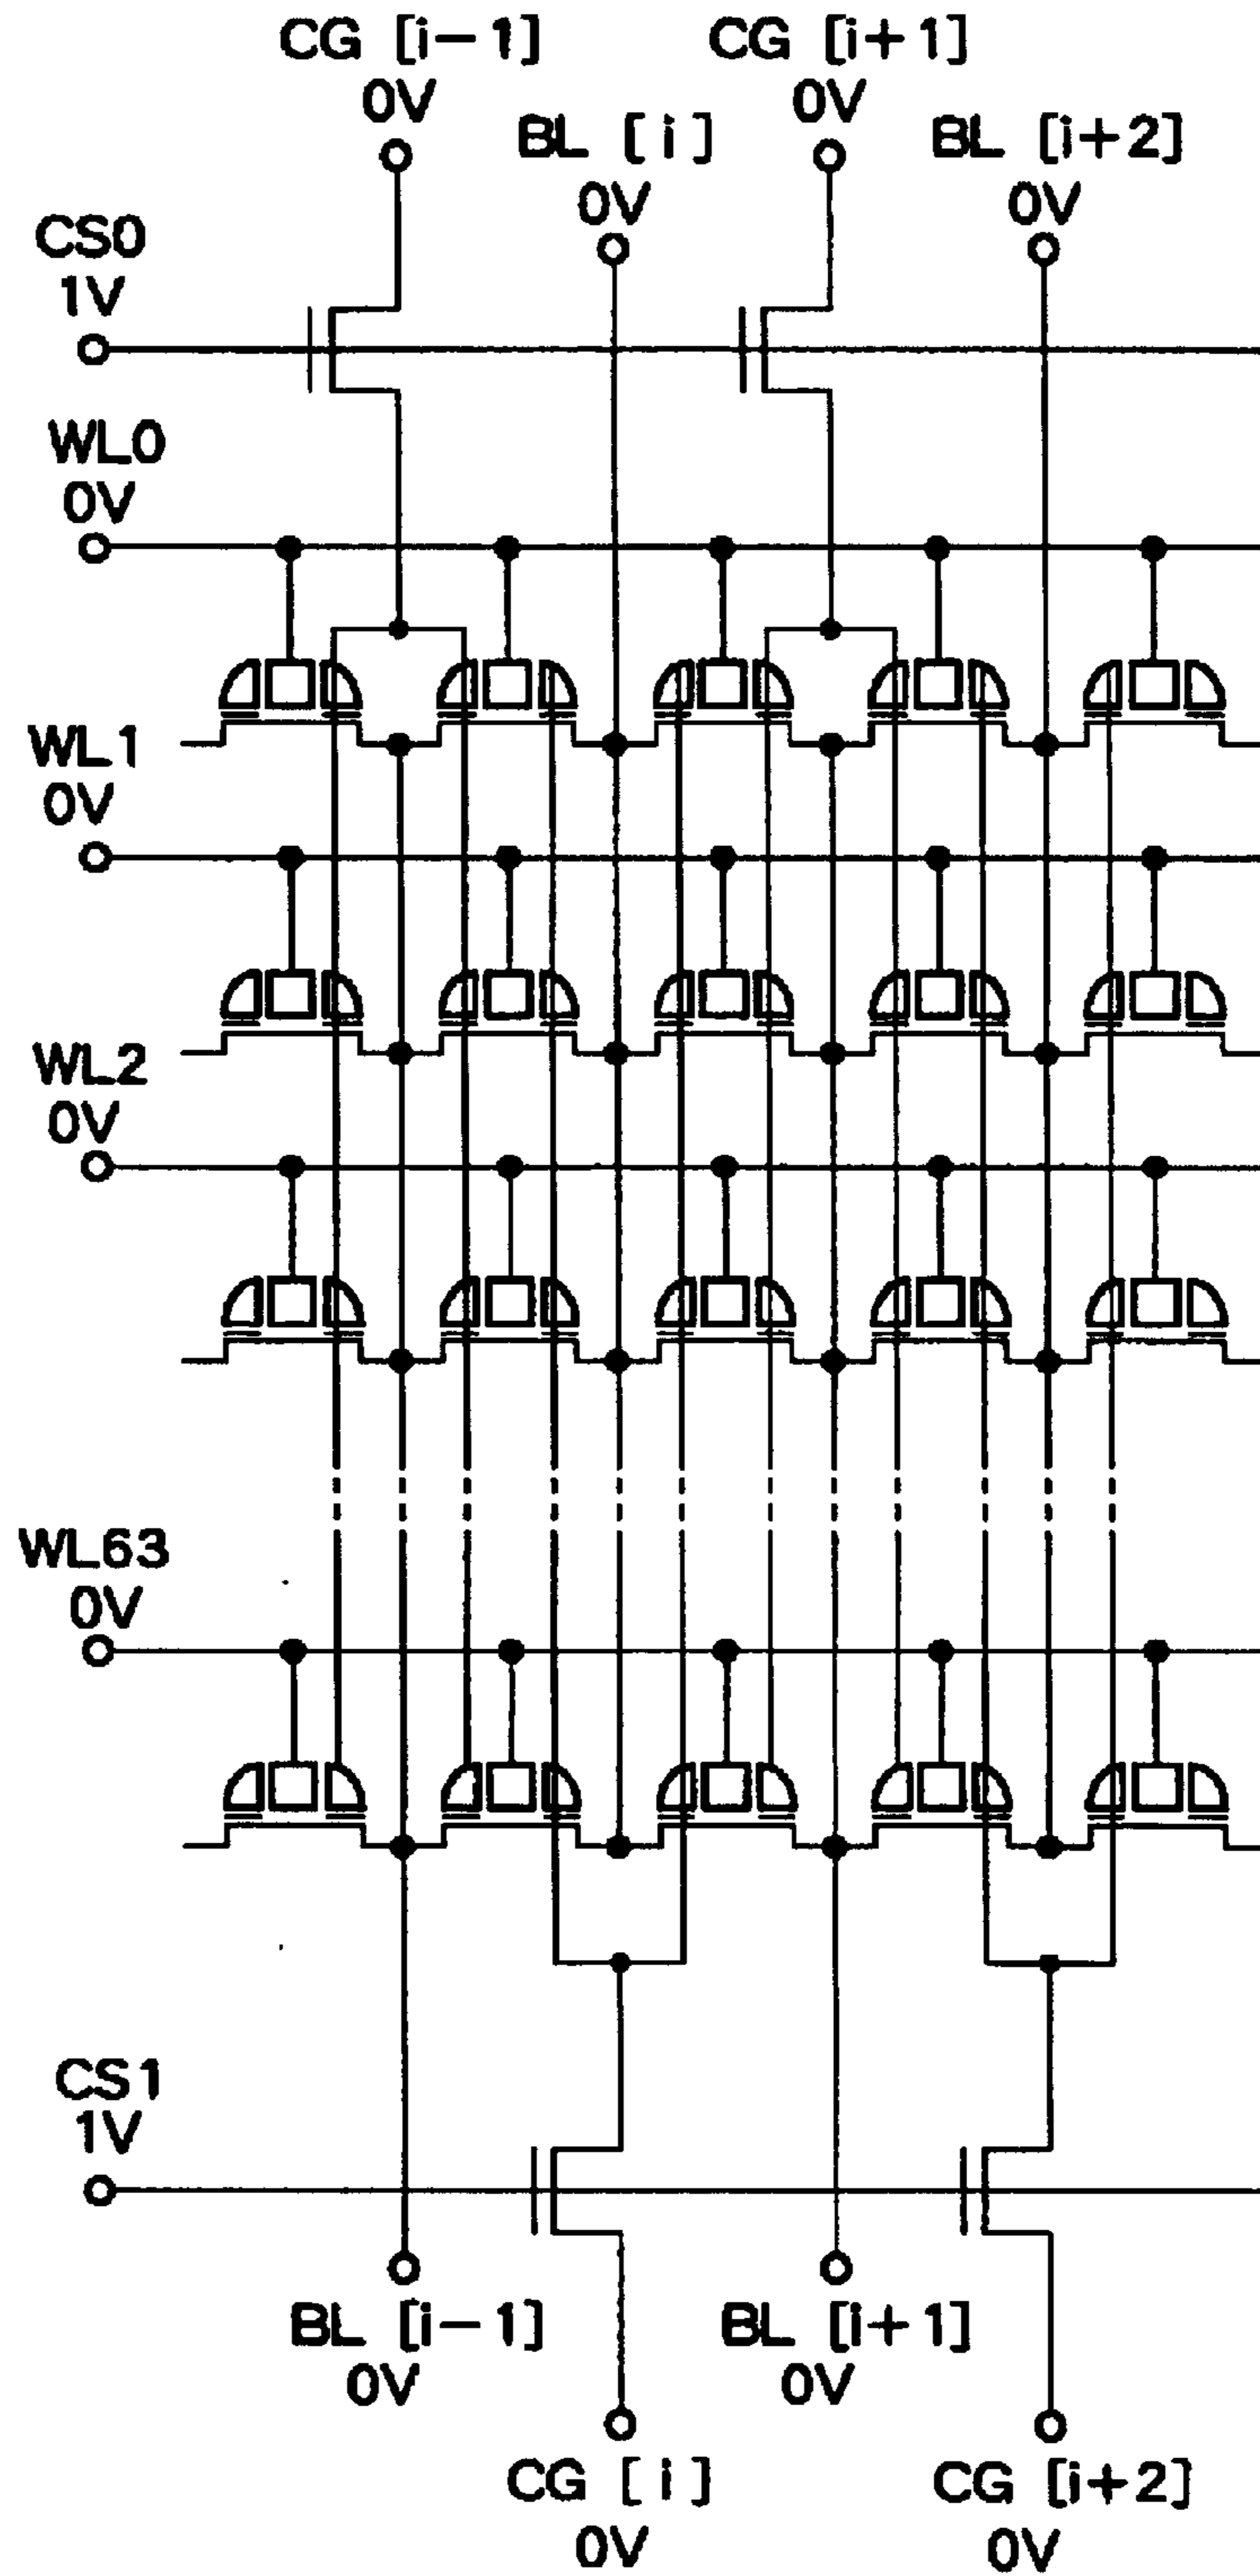 CG [i-1]
0V
CG [i+1]
0V
BL [ i ]
0V
BL [i+2]
0V
CS0
1V
WL0
0V
WL1
0V
WL2
0V
WL63
0V
CS1
1V
BL [i-1]
0V
BL [i+1]
0V
CG [ i ]
0V
CG [i+2]
0V